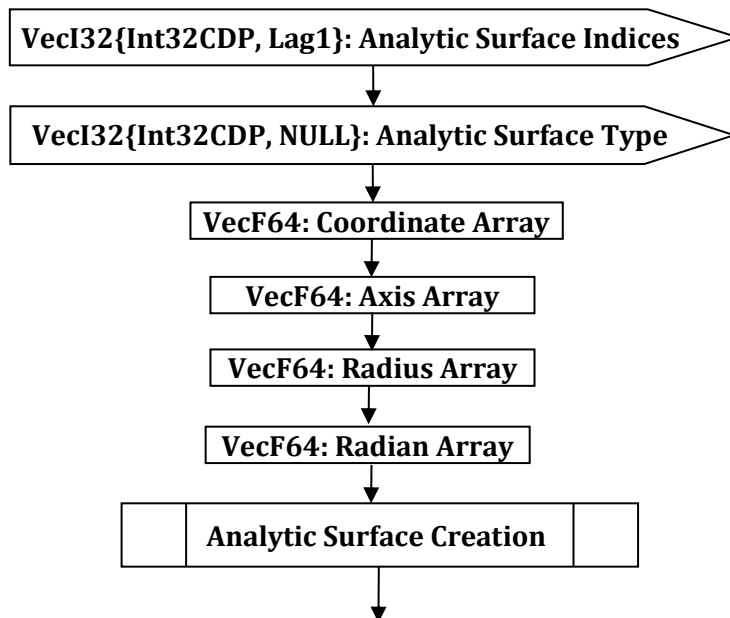 VecI32{Int32CDP, Lag1}: Analytic Surface Indices
VecI32{Int32CDP, NULL}: Analytic Surface Type
VecF64: Coordinate Array
VecF64: Axis Array
VecF64: Radius Array
VecF64: Radian Array
Analytic Surface Creation